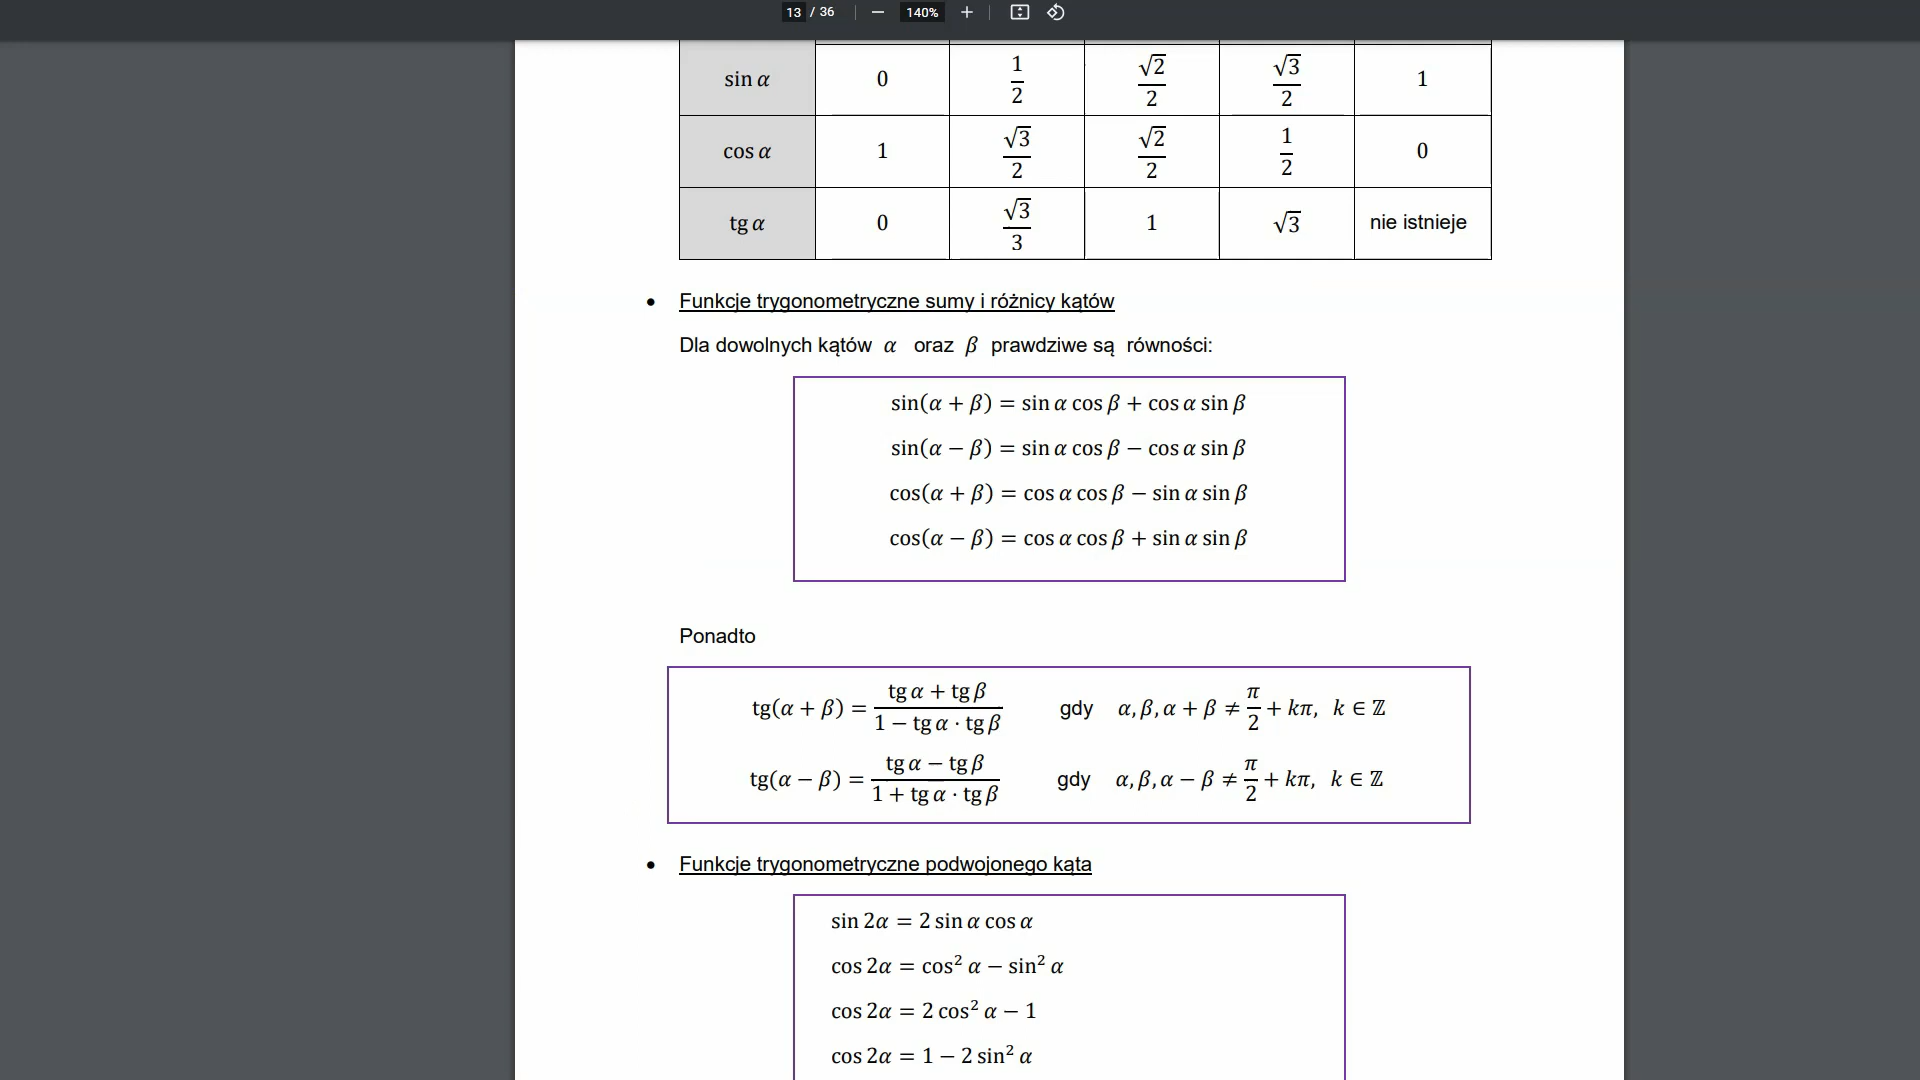 13 / 36 − 140% +
sin α 0 1/2 √2/2 √3/2 1
cos α 1 √3/2 √2/2 1/2 0
tg α 0 √3/3 1 √3 nie istnieje
• Funkcje trygonometryczne sumy i różnicy kątów
Dla dowolnych kątów α oraz β prawdziwe są równości:
sin(α + β) = sin α cos β + cos α sin β
sin(α − β) = sin α cos β − cos α sin β
cos(α + β) = cos α cos β − sin α sin β
cos(α − β) = cos α cos β + sin α sin β
Ponadto
tg(α + β) = (tg α + tg β)/(1 − tg α · tg β) gdy α, β, α + β ≠ π/2 + kπ, k ∈ ℤ
tg(α − β) = (tg α − tg β)/(1 + tg α · tg β) gdy α, β, α − β ≠ π/2 + kπ, k ∈ ℤ
• Funkcje trygonometryczne podwojonego kąta
sin 2α = 2 sin α cos α
cos 2α = cos² α − sin² α
cos 2α = 2 cos² α − 1
cos 2α = 1 − 2 sin² α